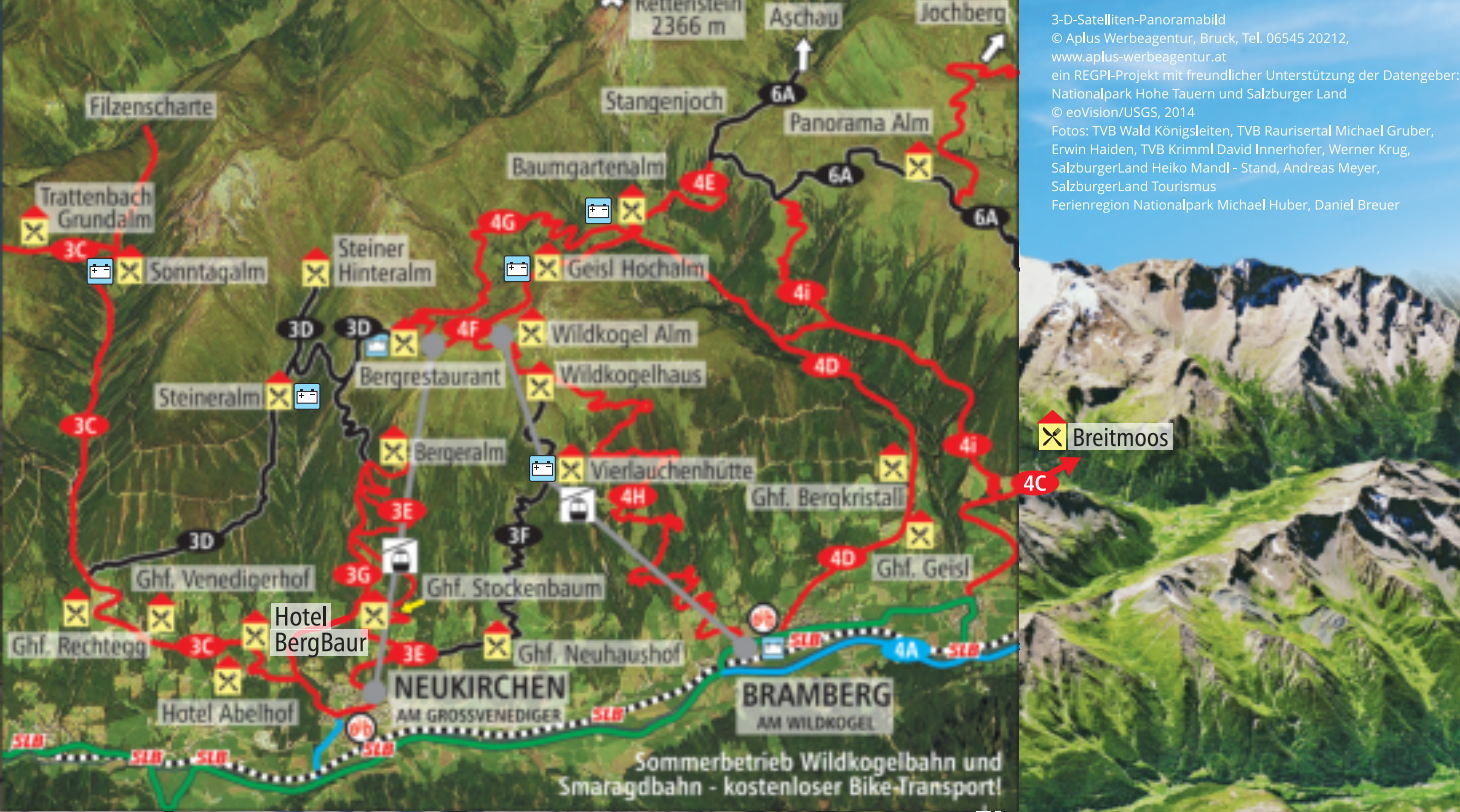 Rettenstein
2366 m
Aschau
Jochberg
3-D-Satelliten-Panoramabild
© Aplus Werbeagentur, Bruck, Tel. 06545 20212,
www.aplus-werbeagentur.at
ein REGPI-Projekt mit freundlicher Unterstützung der Datengeber:
Nationalpark Hohe Tauern und Salzburger Land
© eoVision/USGS, 2014
Fotos: TVB Wald Königsleiten, TVB Raurisertal Michael Gruber,
Erwin Haiden, TVB Krimml David Innerhofer, Werner Krug,
SalzburgerLand Heiko Mandl - Stand, Andreas Meyer,
SalzburgerLand Tourismus
Ferienregion Nationalpark Michael Huber, Daniel Breuer
Filzenscharte
Stangenjoch
6A
Panorama Alm
Baumgartenalm
4E
6A
Trattenbach
Grundalm
4G
6A
3C
Sonntagalm
Steiner
Hinteralm
Geisl Hochalm
4i
3D
3D
4F
Wildkogel Alm
Bergrestaurant
Wildkogelhaus
4D
Steineralm
3C
Bergeralm
4i
Breitmoos
Vierlauchenhütte
4H
Ghf. Bergkristall
4C
3E
3D
3F
4D
Ghf. Geisl
Ghf. Venedigerhof
3G
Ghf. Stockenbaum
Hotel
BergBaur
Ghf. Rechtegg
3C
3E
Ghf. Neuhaushof
SLB
4A
SLB
Hotel Abelhof
NEUKIRCHEN
AM GROSSVENEDIGER
BRAMBERG
AM WILDKOGEL
SLB
SLB
SLB
SLB
SLB
Sommerbetrieb Wildkogelbahn und
Smaragdbahn - kostenloser Bike-Transport!